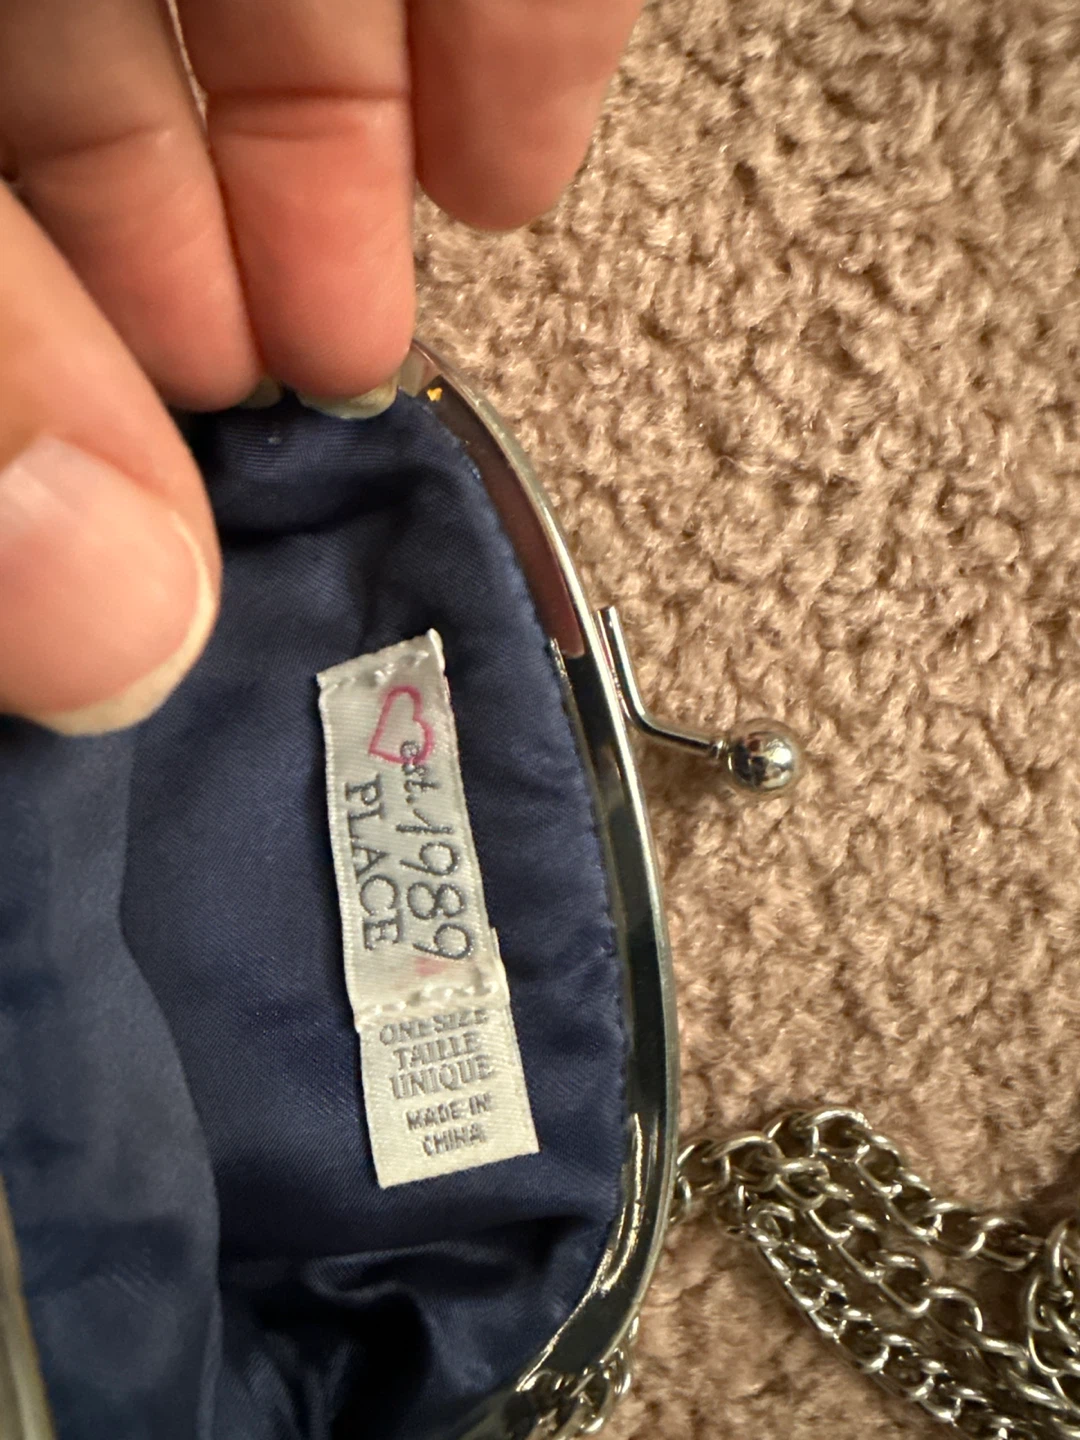 est. 1989
PLACE
ONE SIZE
TAILLE
UNIQUE
MADE IN
CHINA